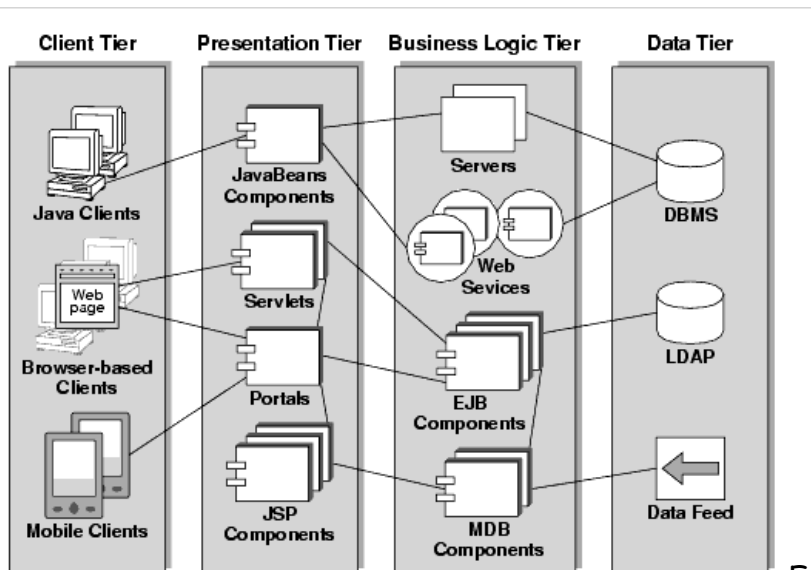 Client Tier
Presentation Tier
Business Logic Tier
Data Tier
Java Clients
JavaBeans
Components
Servers
DBMS
Web
Sevices
Web
page
Servlets
Browser-based
Clients
Portals
EJB
Components
LDAP
Mobile Clients
JSP
Components
MDB
Components
Data Feed